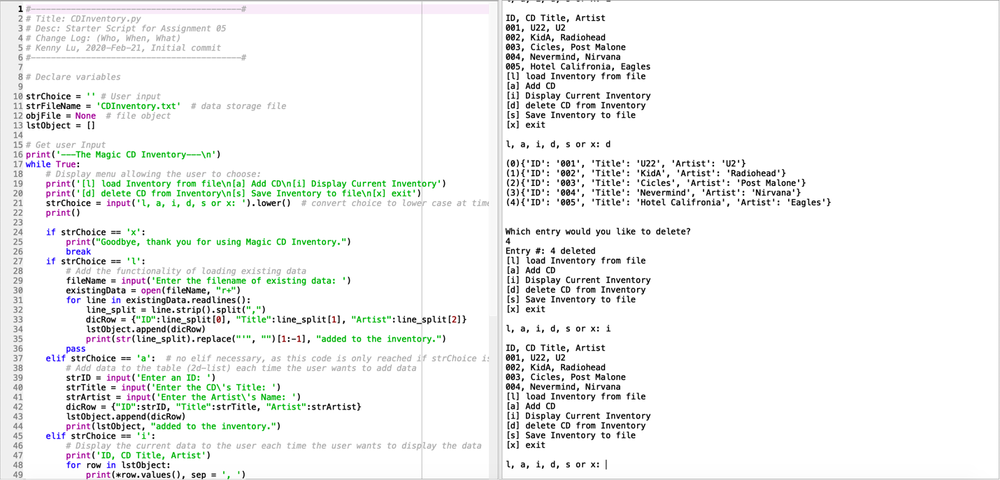 1 #------------------------------------------#
2 # Title: CDInventory.py
3 # Desc: Starter Script for Assignment 05
4 # Change Log: (Who, When, What)
5 # Kenny Lu, 2020-Feb-21, Initial commit
6 #------------------------------------------#
7
8 # Declare variables
9
10 strChoice = '' # User input
11 strFileName = 'CDInventory.txt'  # data storage file
12 objFile = None  # file object
13 lstObject = []
14
15 # Get user Input
16 print('---The Magic CD Inventory---\n')
17 while True:
18     # Display menu allowing the user to choose:
19     print('[l] load Inventory from file\n[a] Add CD\n[i] Display Current Inventory')
20     print('[d] delete CD from Inventory\n[s] Save Inventory to file\n[x] exit')
21     strChoice = input('l, a, i, d, s or x: ').lower()  # convert choice to lower case at time
22     print()
23
24     if strChoice == 'x':
25         print("Goodbye, thank you for using Magic CD Inventory.")
26         break
27     if strChoice == 'l':
28         # Add the functionality of loading existing data
29         fileName = input('Enter the filename of existing data: ')
30         existingData = open(fileName, "r+")
31         for line in existingData.readlines():
32             line_split = line.strip().split(",")
33             dicRow = {"ID":line_split[0], "Title":line_split[1], "Artist":line_split[2]}
34             lstObject.append(dicRow)
35             print(str(line_split).replace("'", "")[1:-1], "added to the inventory.")
36         pass
37     elif strChoice == 'a':  # no elif necessary, as this code is only reached if strChoice is
38         # Add data to the table (2d-list) each time the user wants to add data
39         strID = input('Enter an ID: ')
40         strTitle = input('Enter the CD\'s Title: ')
41         strArtist = input('Enter the Artist\'s Name: ')
42         dicRow = {"ID":strID, "Title":strTitle, "Artist":strArtist}
43         lstObject.append(dicRow)
44         print(lstObject, "added to the inventory.")
45     elif strChoice == 'i':
46         # Display the current data to the user each time the user wants to display the data
47         print('ID, CD Title, Artist')
48         for row in lstObject:
49             print(*row.values(), sep = ', ')
ID, CD Title, Artist
001, U22, U2
002, KidA, Radiohead
003, Cicles, Post Malone
004, Nevermind, Nirvana
005, Hotel Califronia, Eagles
[l] load Inventory from file
[a] Add CD
[i] Display Current Inventory
[d] delete CD from Inventory
[s] Save Inventory to file
[x] exit

l, a, i, d, s or x: d

(0){'ID': '001', 'Title': 'U22', 'Artist': 'U2'}
(1){'ID': '002', 'Title': 'KidA', 'Artist': 'Radiohead'}
(2){'ID': '003', 'Title': 'Cicles', 'Artist': 'Post Malone'}
(3){'ID': '004', 'Title': 'Nevermind', 'Artist': 'Nirvana'}
(4){'ID': '005', 'Title': 'Hotel Califronia', 'Artist': 'Eagles'}

Which entry would you like to delete?
4
Entry #: 4 deleted
[l] load Inventory from file
[a] Add CD
[i] Display Current Inventory
[d] delete CD from Inventory
[s] Save Inventory to file
[x] exit

l, a, i, d, s or x: i

ID, CD Title, Artist
001, U22, U2
002, KidA, Radiohead
003, Cicles, Post Malone
004, Nevermind, Nirvana
[l] load Inventory from file
[a] Add CD
[i] Display Current Inventory
[d] delete CD from Inventory
[s] Save Inventory to file
[x] exit

l, a, i, d, s or x: